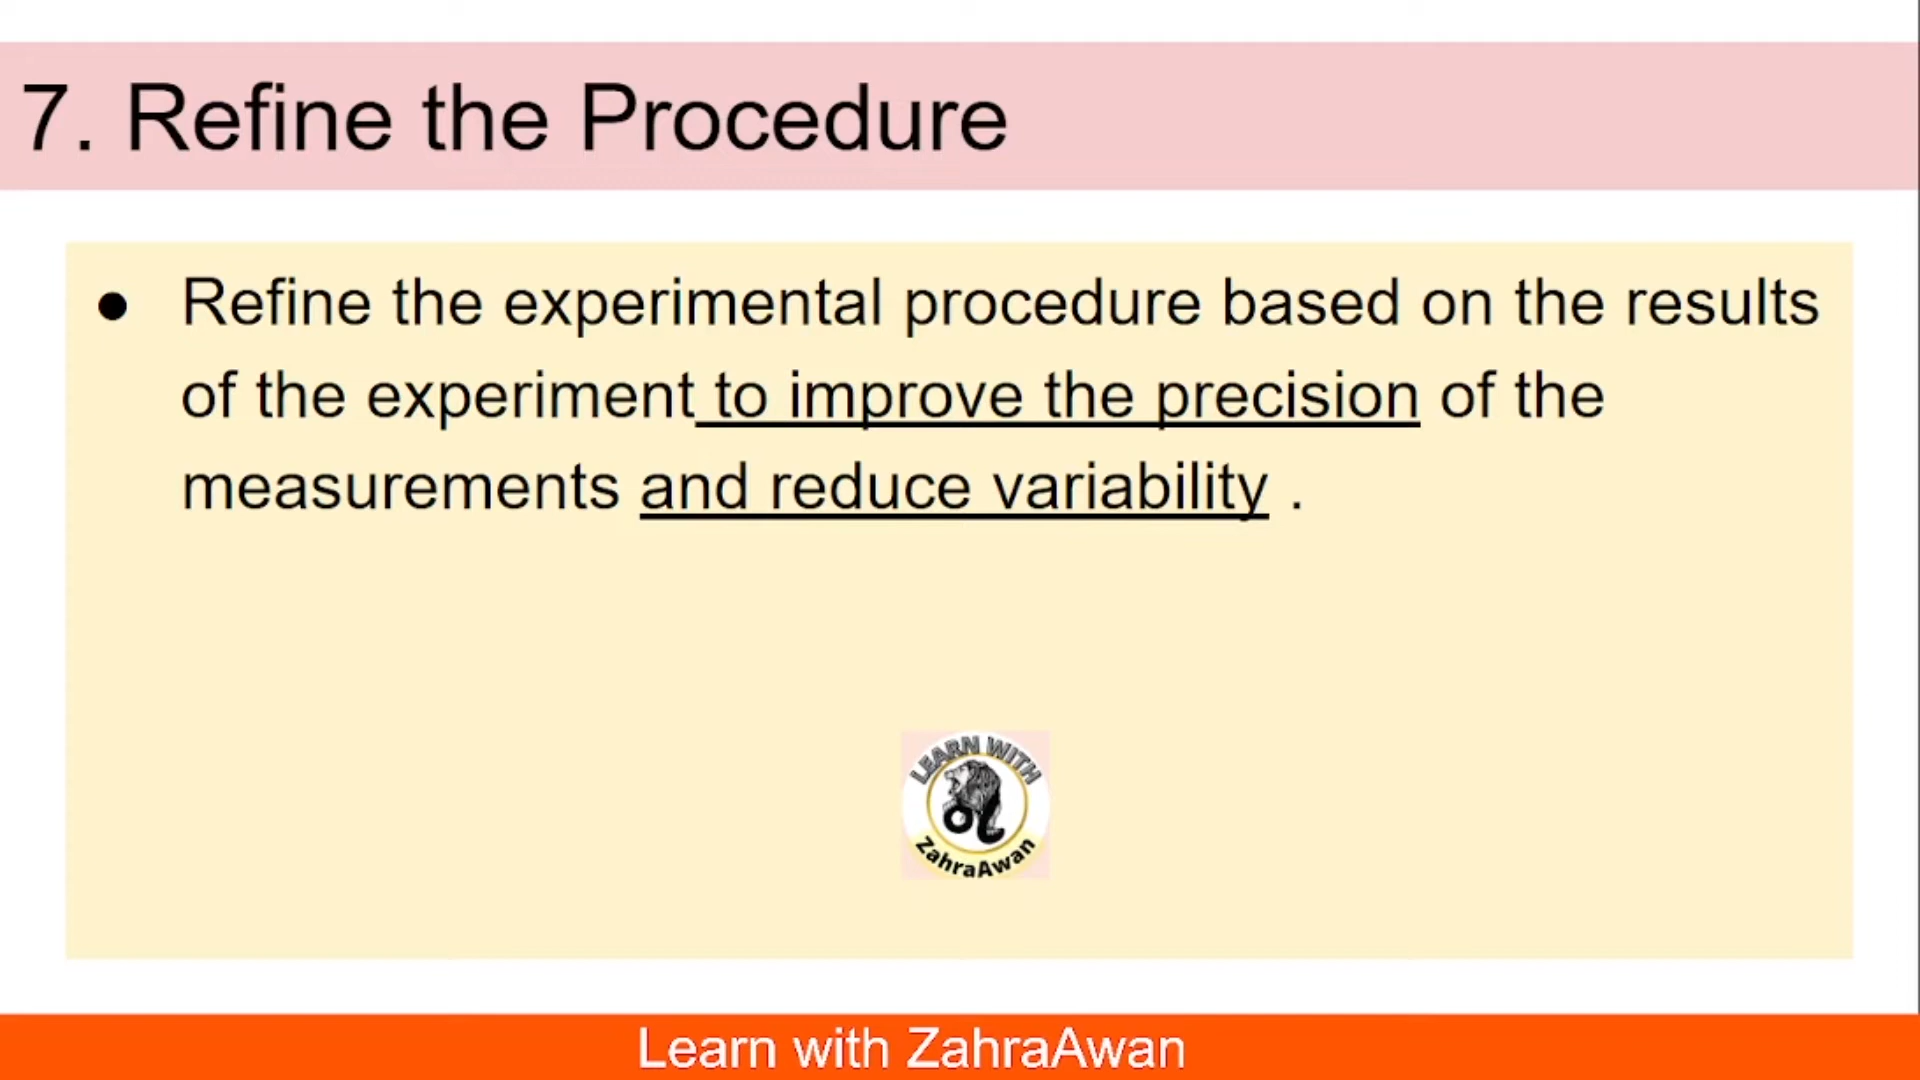 7. Refine the Procedure
● Refine the experimental procedure based on the results
of the experiment to improve the precision of the
measurements and reduce variability .
LEARN WITH
ZahraAwan
Learn with ZahraAwan